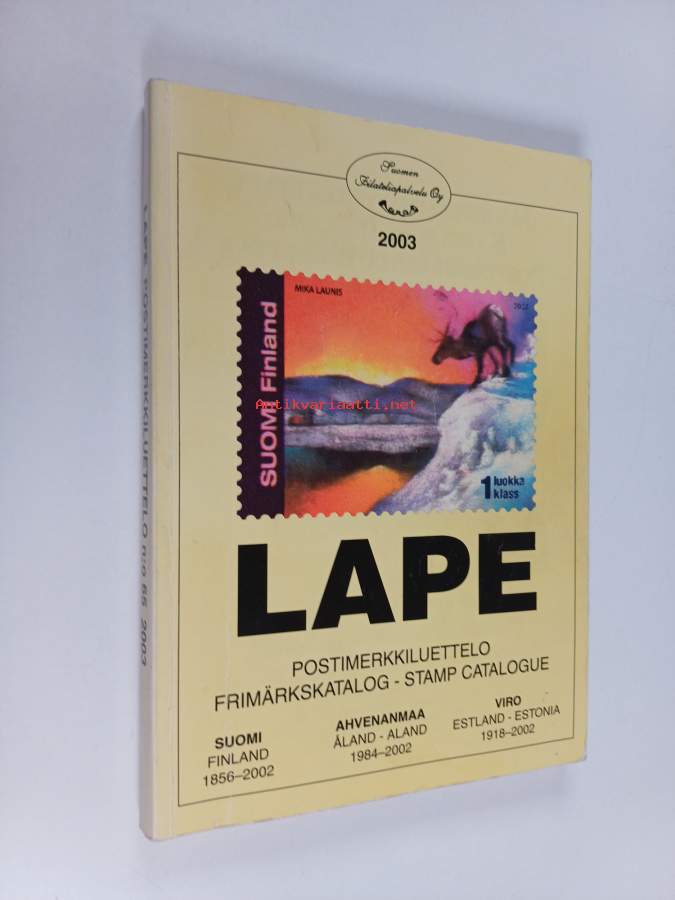 Suomen
Filateliapalvelu Oy
2003
MIKA LAUNIS
2002
SUOMI Finland
Antikvariaatti.net
1 luokka
klass
LAPE
POSTIMERKKILUETTELO
FRIMÄRKSKATALOG - STAMP CATALOGUE
SUOMI
FINLAND
1856–2002
AHVENANMAA
ÅLAND - ALAND
1984–2002
VIRO
ESTLAND - ESTONIA
1918–2002
LAPE POSTIMERKKILUETTELO n:o 65 2003